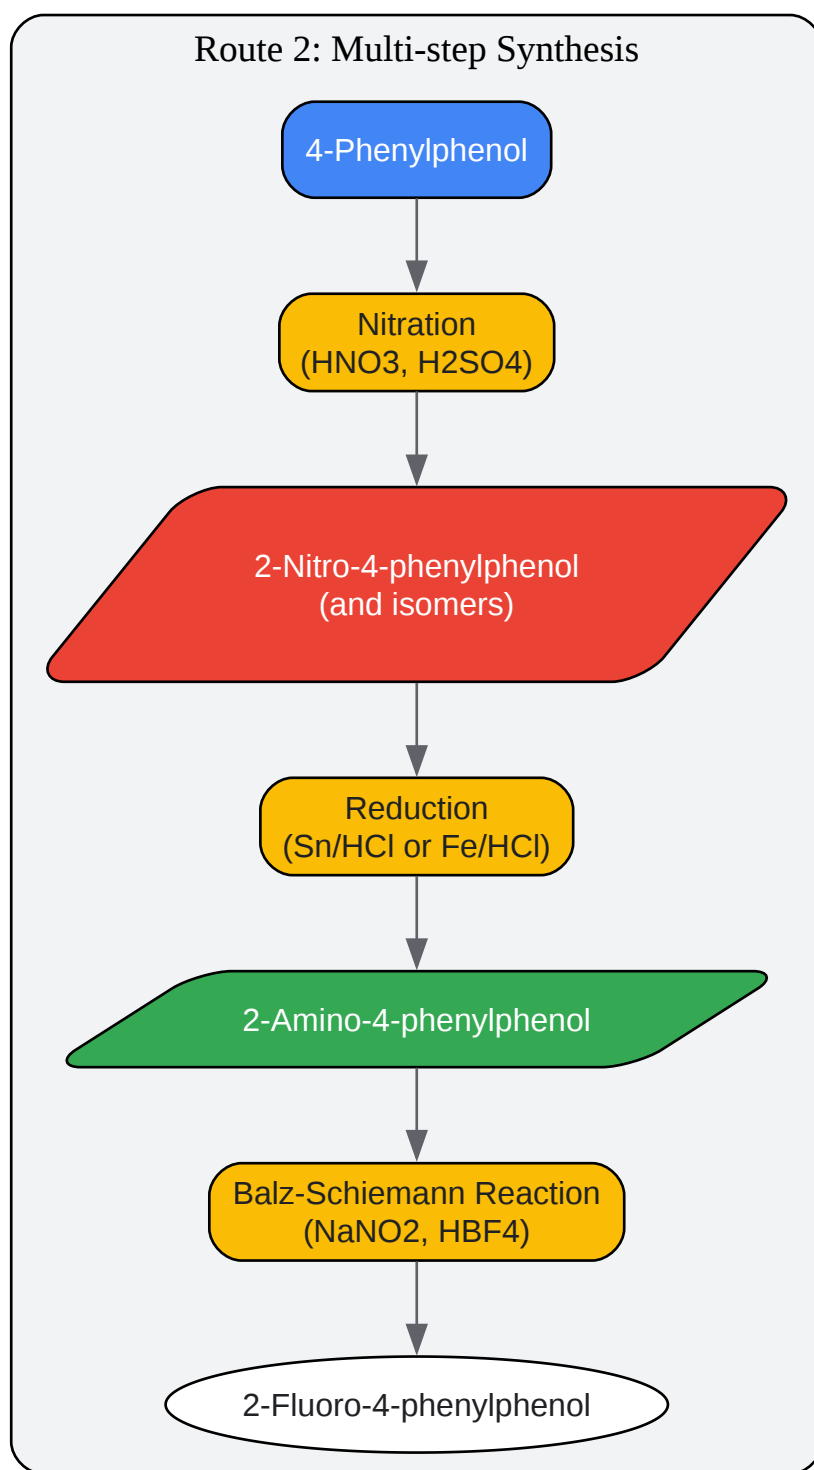 Route 2: Multi-step Synthesis
4-Phenylphenol
Nitration
(HNO3, H2SO4)
2-Nitro-4-phenylphenol
(and isomers)
Reduction
(Sn/HCl or Fe/HCl)
2-Amino-4-phenylphenol
Balz-Schiemann Reaction
(NaNO2, HBF4)
2-Fluoro-4-phenylphenol